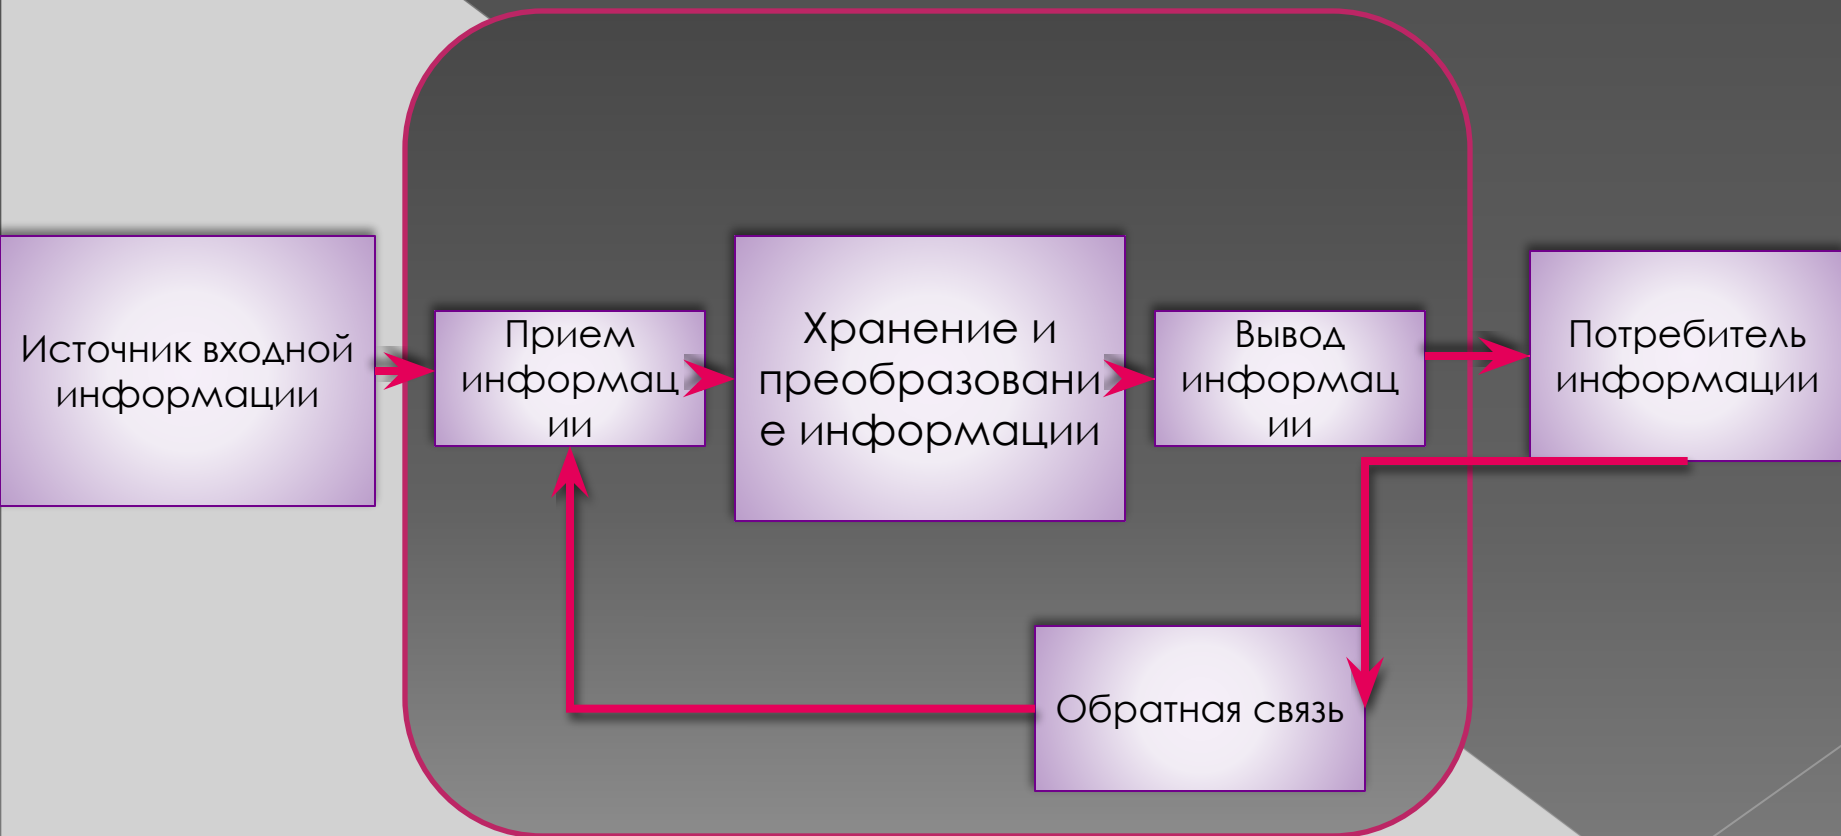 Источник входной
информации
Прием
информац
ии
Хранение и
преобразовани
е информации
Вывод
информац
ии
Потребитель
информации
Обратная связь